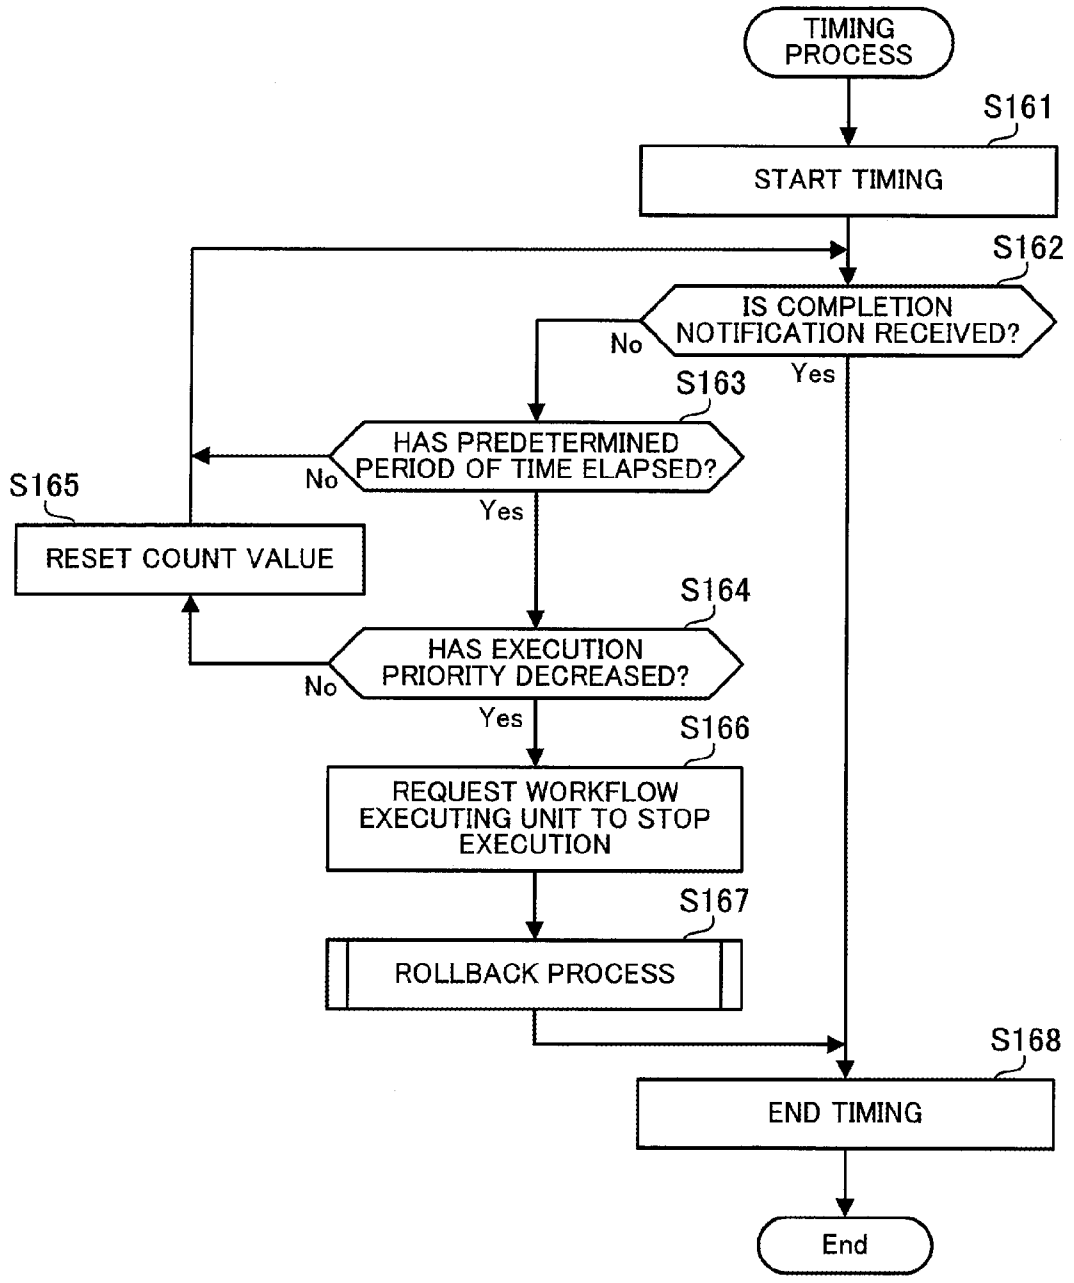 TIMING
PROCESS
S161
START TIMING
S162
IS COMPLETION
NOTIFICATION RECEIVED?
No
Yes
S163
HAS PREDETERMINED
PERIOD OF TIME ELAPSED?
No
Yes
S165
RESET COUNT VALUE
S164
HAS EXECUTION
PRIORITY DECREASED?
No
Yes
S166
REQUEST WORKFLOW
EXECUTING UNIT TO STOP
EXECUTION
S167
ROLLBACK PROCESS
S168
END TIMING
End